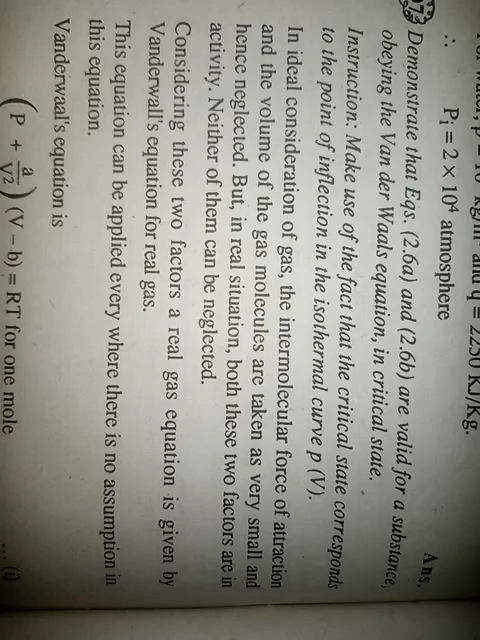 and q = 2250 KJ/Kg.
∴ P₁ = 2 × 10⁴ atmosphere
Ans.
Demonstrate that Eqs. (2.6a) and (2.6b) are valid for a substance,
obeying the Van der Waals equation, in critical state.
Instruction: Make use of the fact that the critical state corresponds
to the point of inflection in the isothermal curve p (V).
In ideal consideration of gas, the intermolecular force of attraction
and the volume of the gas molecules are taken as very small and
hence neglected. But, in real situation, both these two factors are in
activity. Neither of them can be neglected.
Considering these two factors a real gas equation is given by
Vanderwall's equation for real gas.
This equation can be applied every where there is no assumption in
this equation.
Vanderwaal's equation is
(P + a/V²) (V – b) = RT for one mole ... (i)